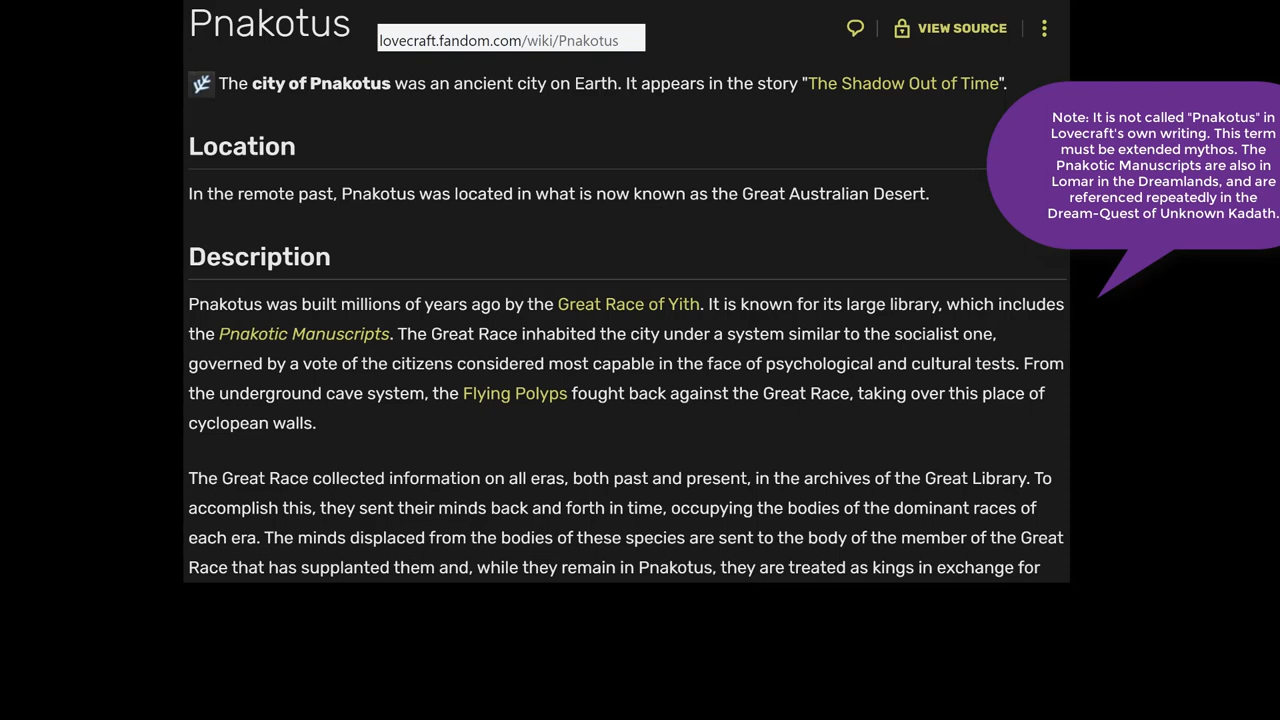 Pnakotus
lovecraft.fandom.com/wiki/Pnakotus
VIEW SOURCE
The city of Pnakotus was an ancient city on Earth. It appears in the story "The Shadow Out of Time".
Note: It is not called "Pnakotus" in
Lovecraft's own writing. This term
must be extended mythos. The
Pnakotic Manuscripts are also in
Lomar in the Dreamlands, and are
referenced repeatedly in the
Dream-Quest of Unknown Kadath.
Location
In the remote past, Pnakotus was located in what is now known as the Great Australian Desert.
Description
Pnakotus was built millions of years ago by the Great Race of Yith. It is known for its large library, which includes
the Pnakotic Manuscripts. The Great Race inhabited the city under a system similar to the socialist one,
governed by a vote of the citizens considered most capable in the face of psychological and cultural tests. From
the underground cave system, the Flying Polyps fought back against the Great Race, taking over this place of
cyclopean walls.
The Great Race collected information on all eras, both past and present, in the archives of the Great Library. To
accomplish this, they sent their minds back and forth in time, occupying the bodies of the dominant races of
each era. The minds displaced from the bodies of these species are sent to the body of the member of the Great
Race that has supplanted them and, while they remain in Pnakotus, they are treated as kings in exchange for